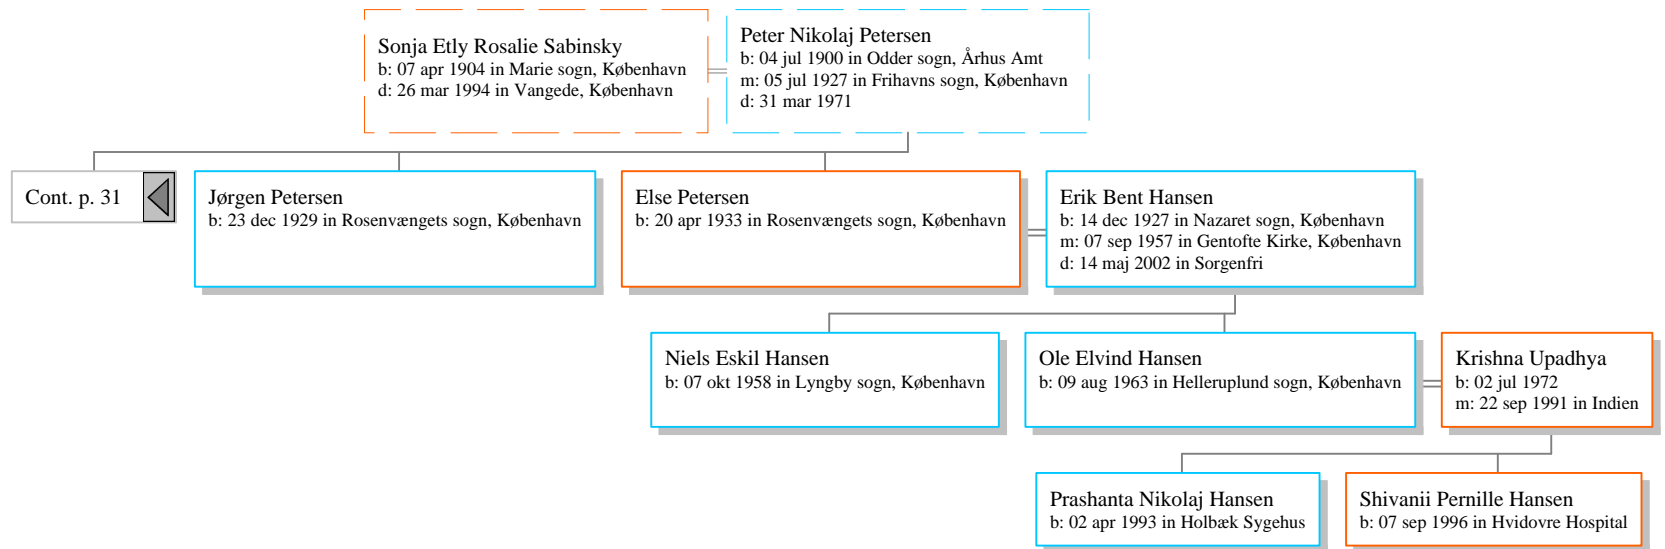 Sonja Etly Rosalie Sabinsky
b: 07 apr 1904 in Marie sogn, København
d: 26 mar 1994 in Vangede, København
Peter Nikolaj Petersen
b: 04 jul 1900 in Odder sogn, Århus Amt
m: 05 jul 1927 in Frihavns sogn, København
d: 31 mar 1971
Cont. p. 31
Jørgen Petersen
b: 23 dec 1929 in Rosenvængets sogn, København
Else Petersen
b: 20 apr 1933 in Rosenvængets sogn, København
Erik Bent Hansen
b: 14 dec 1927 in Nazaret sogn, København
m: 07 sep 1957 in Gentofte Kirke, København
d: 14 maj 2002 in Sorgenfri
Niels Eskil Hansen
b: 07 okt 1958 in Lyngby sogn, København
Ole Elvind Hansen
b: 09 aug 1963 in Helleruplund sogn, København
Krishna Upadhya
b: 02 jul 1972
m: 22 sep 1991 in Indien
Prashanta Nikolaj Hansen
b: 02 apr 1993 in Holbæk Sygehus
Shivanii Pernille Hansen
b: 07 sep 1996 in Hvidovre Hospital